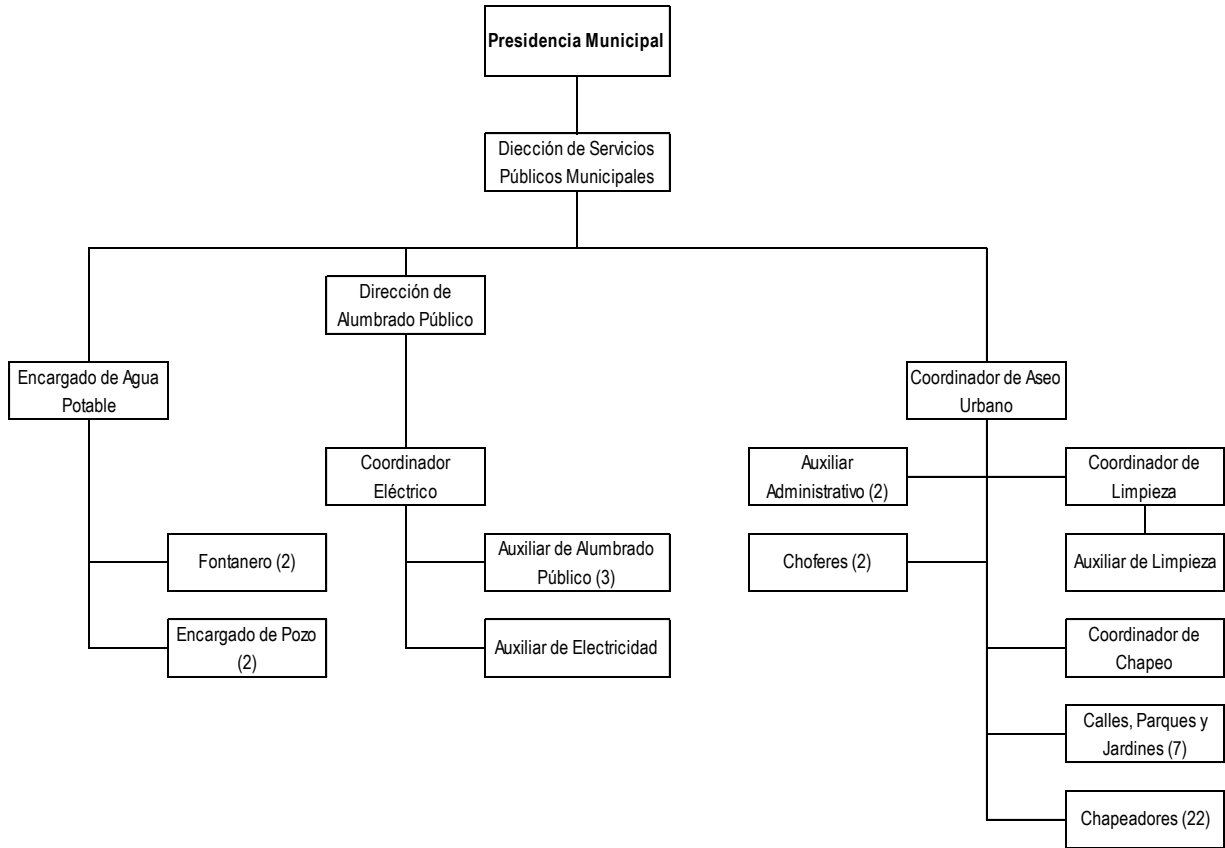 Presidencia Municipal
Diección de Servicios
Públicos Municipales
Dirección de
Alumbrado Público
Encargado de Agua
Potable
Coordinador de Aseo
Urbano
Coordinador
Eléctrico
Auxiliar
Administrativo (2)
Coordinador de
Limpieza
Fontanero (2)
Auxiliar de Alumbrado
Público (3)
Choferes (2)
Auxiliar de Limpieza
Encargado de Pozo
(2)
Auxiliar de Electricidad
Coordinador de
Chapeo
Calles, Parques y
Jardines (7)
Chapeadores (22)